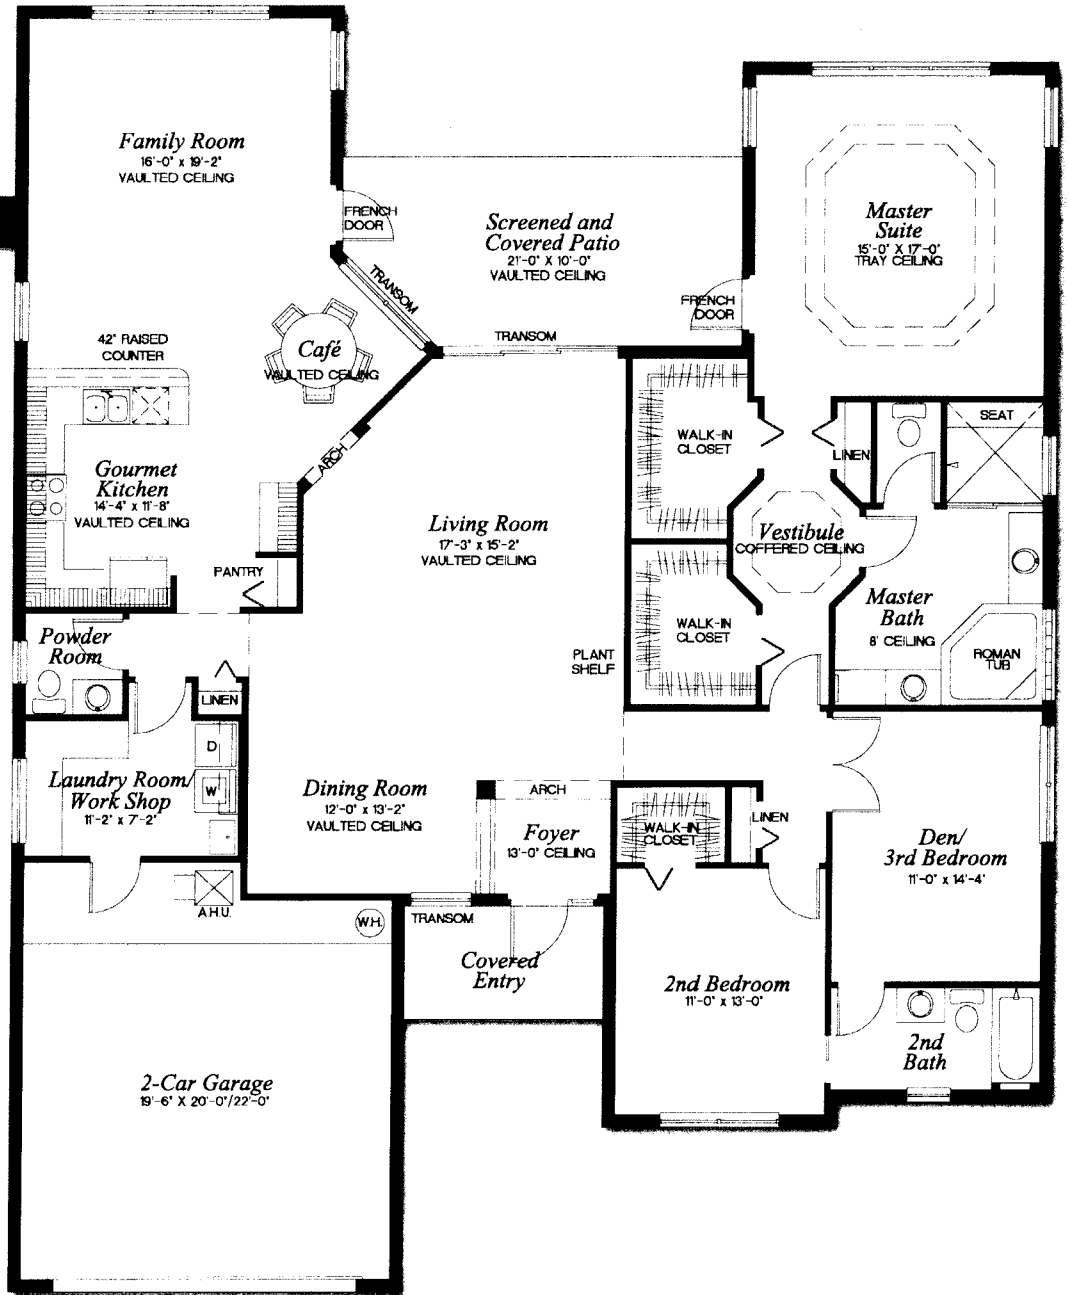 Family Room
16'-0" x 19'-2"
VAULTED CEILING
FRENCH
DOOR
Screened and
Covered Patio
21'-0" X 10'-0"
VAULTED CEILING
TRANSOM
TRANSOM
FRENCH
DOOR
Master
Suite
15'-0" X 17'-0"
TRAY CEILING
42" RAISED
COUNTER
Café
VAULTED CEILING
ARCH
Gourmet
Kitchen
14'-4" x 11'-8"
VAULTED CEILING
PANTRY
Living Room
17'-3" x 15'-2"
VAULTED CEILING
WALK-IN
CLOSET
LINEN
SEAT
Vestibule
COFFERED CEILING
WALK-IN
CLOSET
Master
Bath
8' CEILING
ROMAN
TUB
PLANT
SHELF
Powder
Room
LINEN
D
W
Laundry Room/
Work Shop
11'-2" x 7'-2"
Dining Room
12'-0" x 13'-2"
VAULTED CEILING
ARCH
Foyer
13'-0" CEILING
WALK-IN
CLOSET
LINEN
Den/
3rd Bedroom
11'-0" x 14'-4"
A.H.U.
W.H.
TRANSOM
Covered
Entry
2nd Bedroom
11'-0" x 13'-0"
2nd
Bath
2-Car Garage
19'-6" X 20'-0"/22'-0"